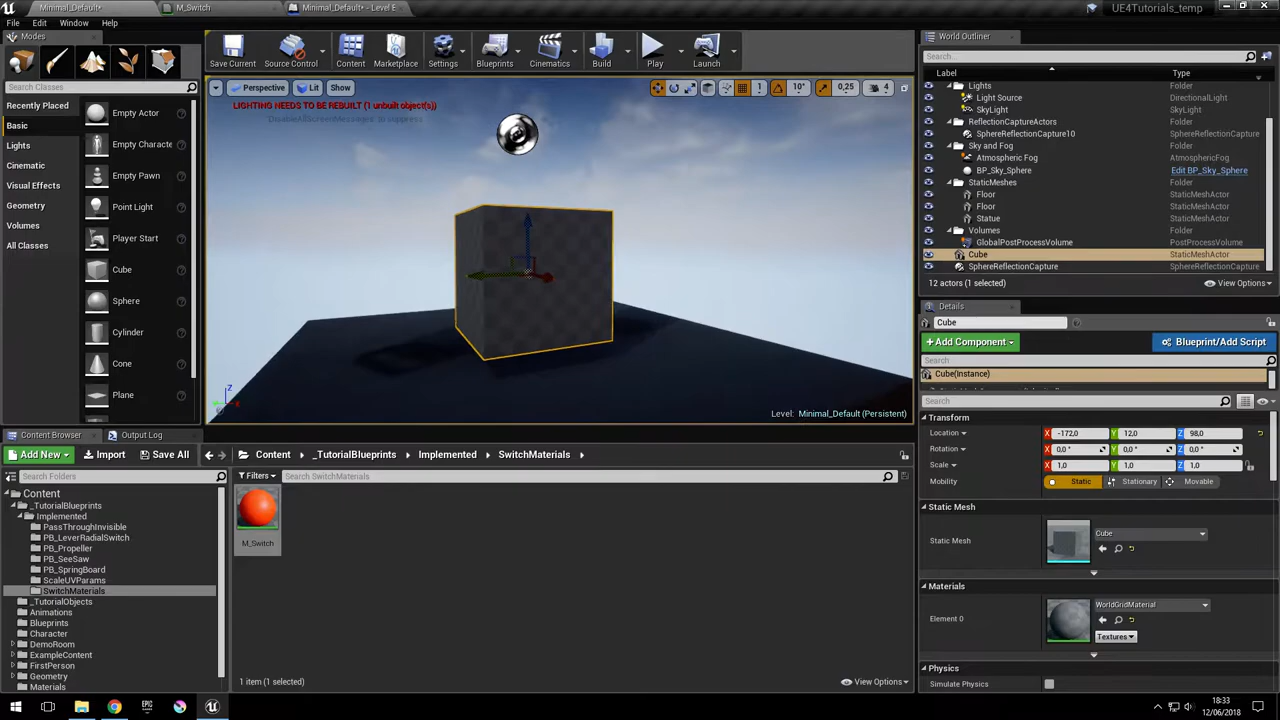 Minimal_Default*
M_Switch
Minimal_Default* - Level E
UE4Tutorials_temp
File
Edit
Window
Help
Modes
Search Classes
Recently Placed
Basic
Lights
Cinematic
Visual Effects
Geometry
Volumes
All Classes
Empty Actor
Empty Characte
Empty Pawn
Point Light
Player Start
Cube
Sphere
Cylinder
Cone
Plane
Save Current
Source Control
Content
Marketplace
Settings
Blueprints
Cinematics
Build
Play
Launch
Perspective
Lit
Show
1
10°
0,25
4
LIGHTING NEEDS TO BE REBUILT (1 unbuilt object(s))
'DisableAllScreenMessages' to suppress
Level: Minimal_Default (Persistent)
World Outliner
Search...
Label Type
Lights Folder
Light Source DirectionalLight
SkyLight SkyLight
ReflectionCaptureActors Folder
SphereReflectionCapture10 SphereReflectionCapture
Sky and Fog Folder
Atmospheric Fog AtmosphericFog
BP_Sky_Sphere Edit BP_Sky_Sphere
StaticMeshes Folder
Floor StaticMeshActor
Floor StaticMeshActor
Statue StaticMeshActor
Volumes Folder
GlobalPostProcessVolume PostProcessVolume
Cube StaticMeshActor
SphereReflectionCapture SphereReflectionCapture
12 actors (1 selected)
View Options
Details
Cube
+Add Component
Blueprint/Add Script
Search
Cube(Instance)
Search
Transform
Location X -172,0 Y 12,0 Z 98,0
Rotation X 0,0° Y 0,0° Z 0,0°
Scale X 1,0 Y 1,0 Z 1,0
Mobility Static Stationary Movable
Static Mesh
Static Mesh Cube
Materials
Element 0 WorldGridMaterial
Textures
Physics
Simulate Physics
Content Browser
Output Log
Add New
Import
Save All
Content
_TutorialBlueprints
Implemented
SwitchMaterials
Search Folders
Filters
Search SwitchMaterials
Content
_TutorialBlueprints
Implemented
PassThroughInvisible
PB_LeverRadialSwitch
PB_Propeller
PB_SeeSaw
PB_SpringBoard
ScaleUVParams
SwitchMaterials
_TutorialObjects
Animations
Blueprints
Character
DemoRoom
ExampleContent
FirstPerson
Geometry
Materials
M_Switch
1 item (1 selected)
View Options
18:33
12/06/2018